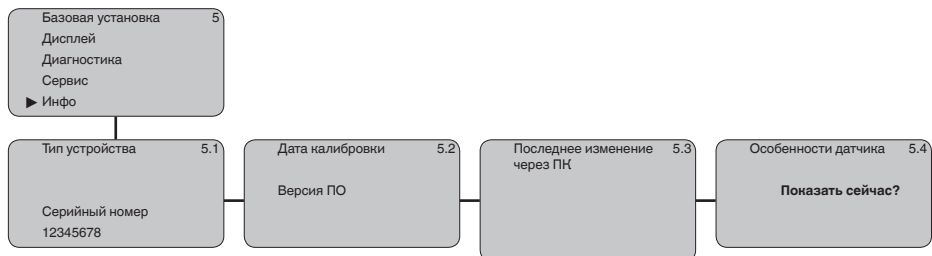 Базовая установка 5
Дисплей
Диагностика
Сервис
▶ Инфо
Тип устройства 5.1
Серийный номер
12345678
Дата калибровки 5.2
Версия ПО
Последнее изменение 5.3
через ПК
Особенности датчика 5.4
Показать сейчас?